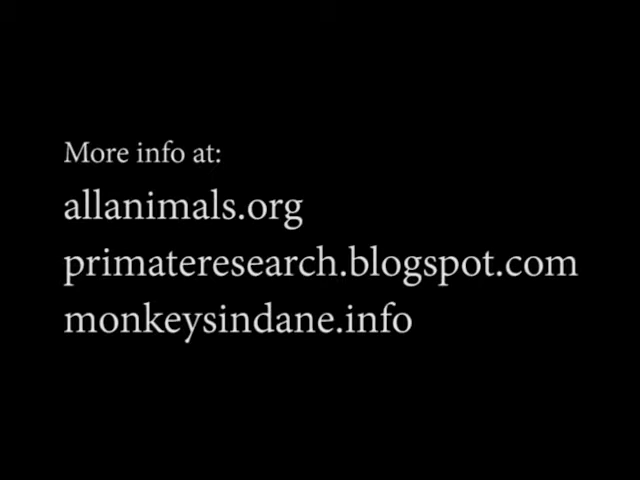 More info at:
allanimals.org
primateresearch.blogspot.com
monkeysindane.info